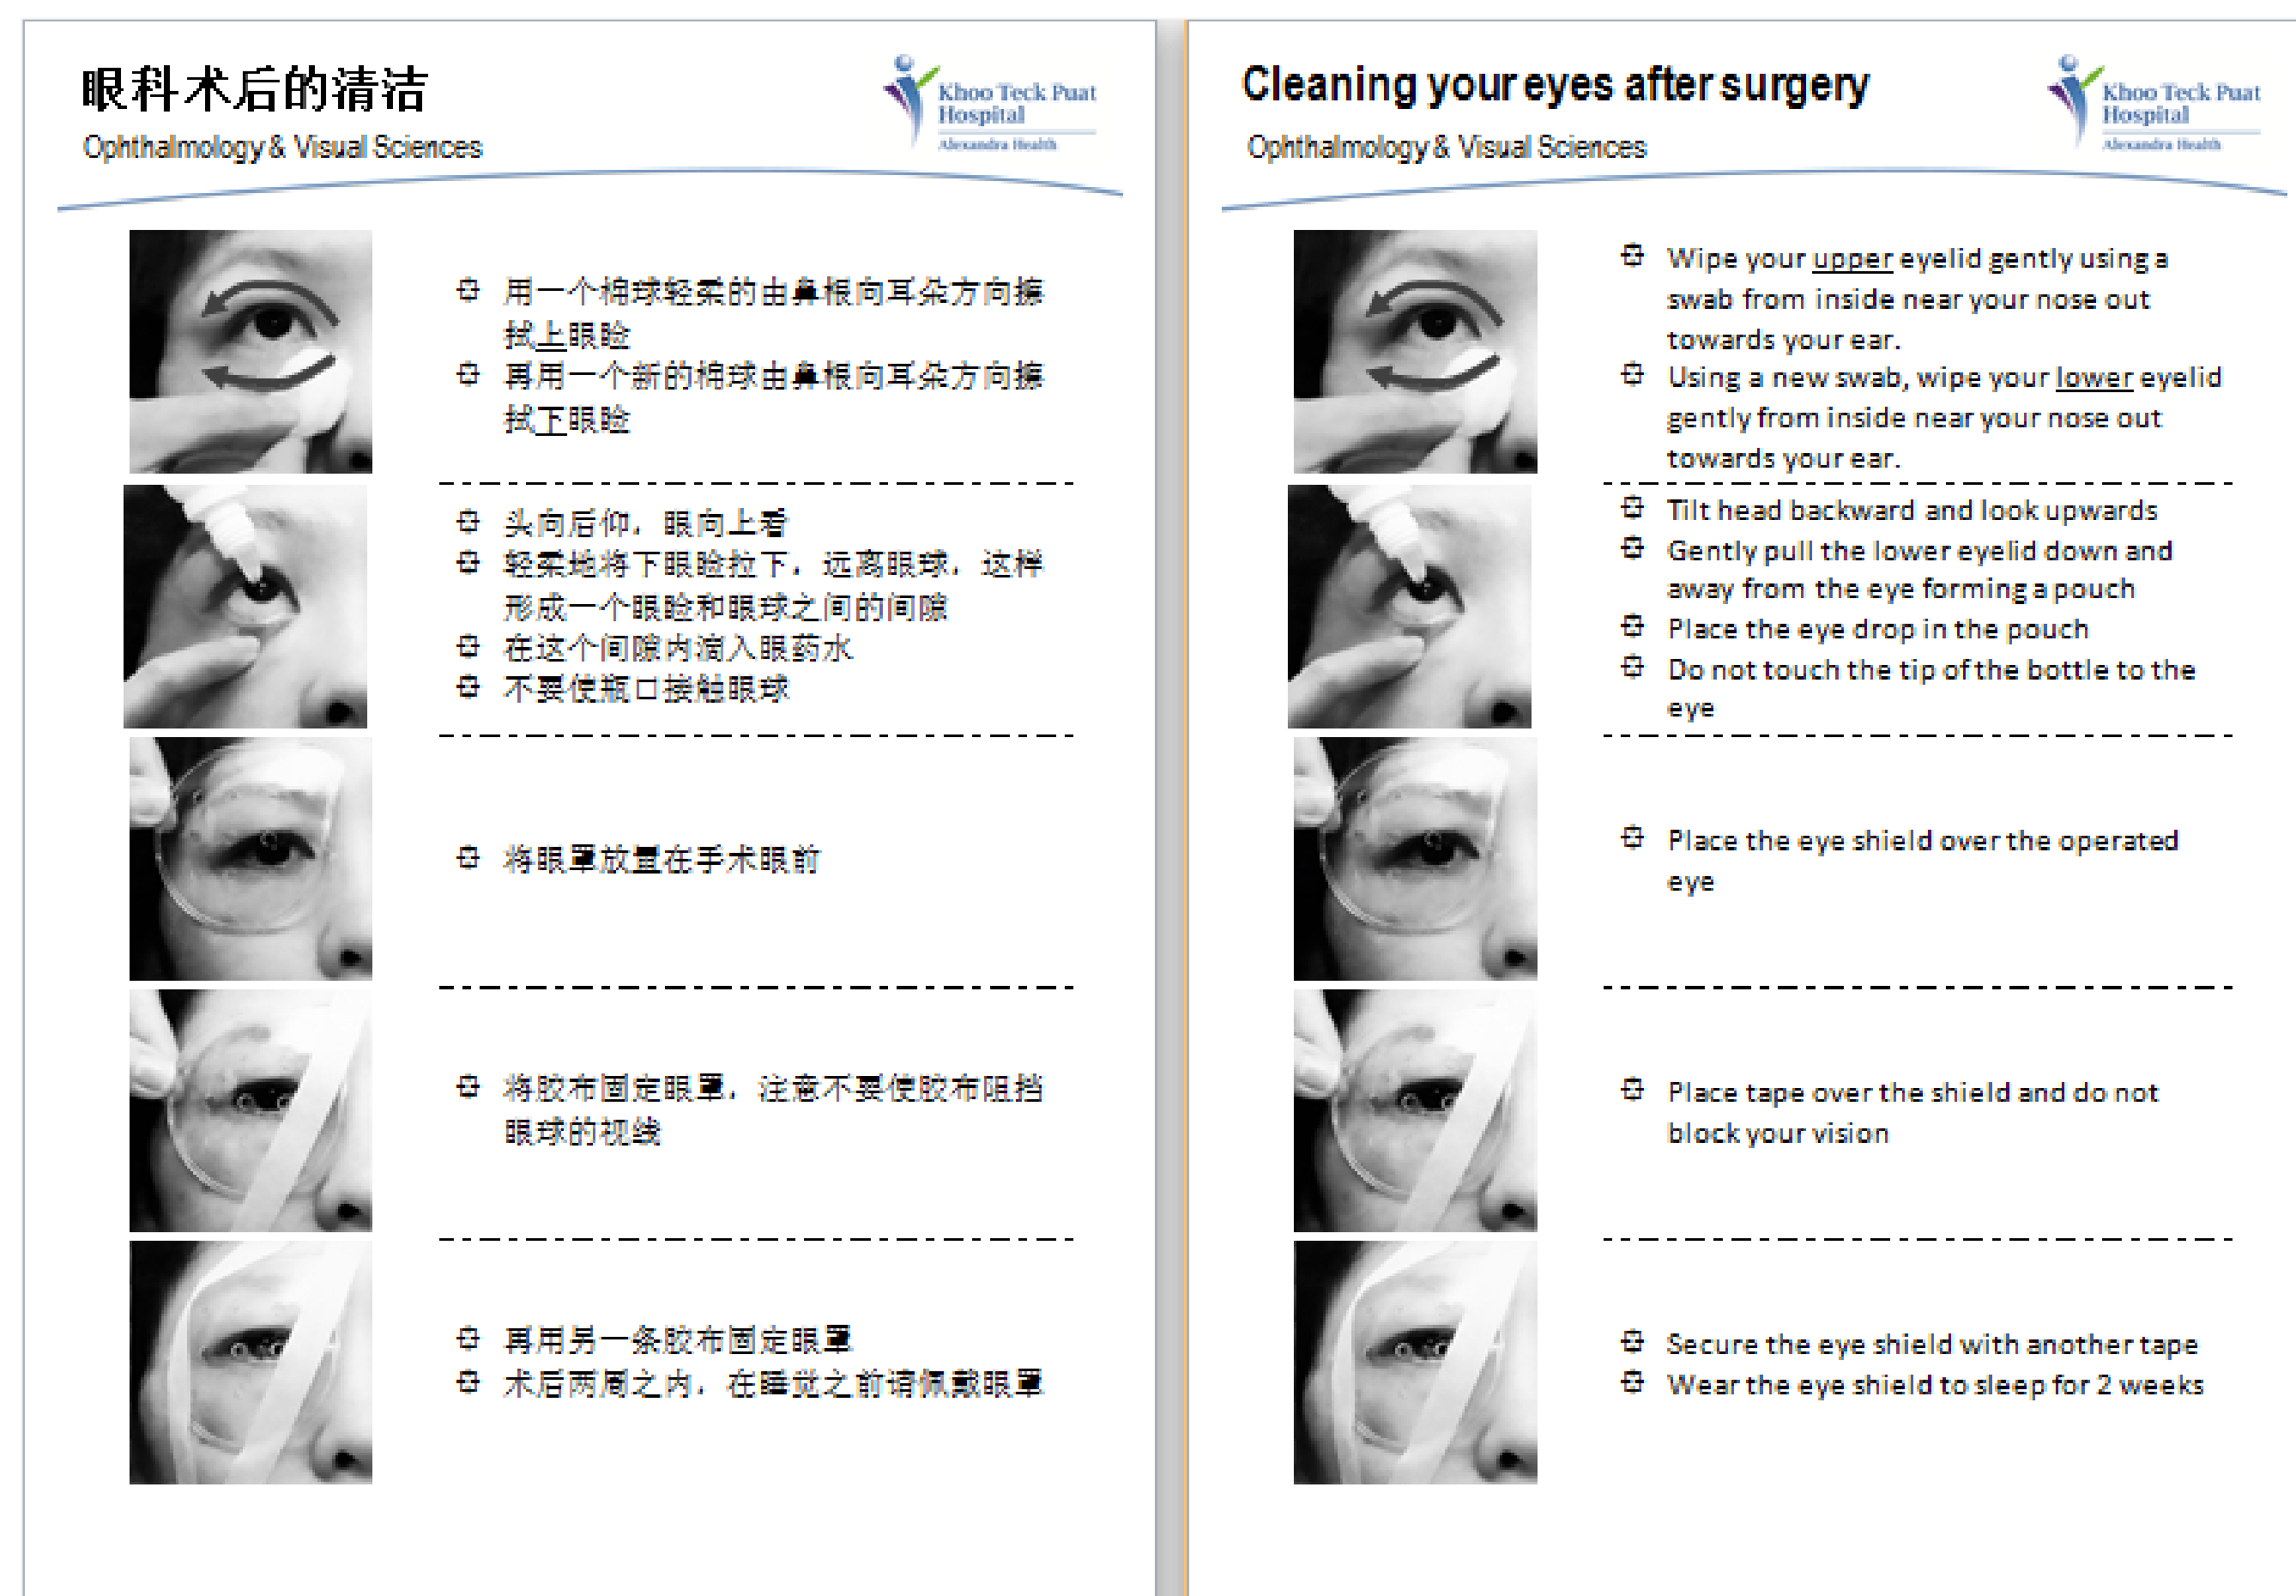 眼科术后的清洁
Ophthalmology & Visual Sciences
Khoo Teck Puat
Hospital
Alexandra Health
用一个棉球轻柔的由鼻根向耳朵方向擦
拭上眼睑
再用一个新的棉球由鼻根向耳朵方向擦
拭下眼睑
头向后仰，眼向上看
轻柔地将下眼睑拉下，远离眼球，这样
形成一个眼睑和眼球之间的间隙
在这个间隙内滴入眼药水
不要使瓶口接触眼球
将眼罩放置在手术眼前
将胶布固定眼罩，注意不要使胶布阻挡
眼球的视线
再用另一条胶布固定眼罩
术后两周之内，在睡觉之前请佩戴眼罩
Cleaning your eyes after surgery
Ophthalmology & Visual Sciences
Khoo Teck Puat
Hospital
Alexandra Health
Wipe your upper eyelid gently using a
swab from inside near your nose out
towards your ear.
Using a new swab, wipe your lower eyelid
gently from inside near your nose out
towards your ear.
Tilt head backward and look upwards
Gently pull the lower eyelid down and
away from the eye forming a pouch
Place the eye drop in the pouch
Do not touch the tip of the bottle to the
eye
Place the eye shield over the operated
eye
Place tape over the shield and do not
block your vision
Secure the eye shield with another tape
Wear the eye shield to sleep for 2 weeks